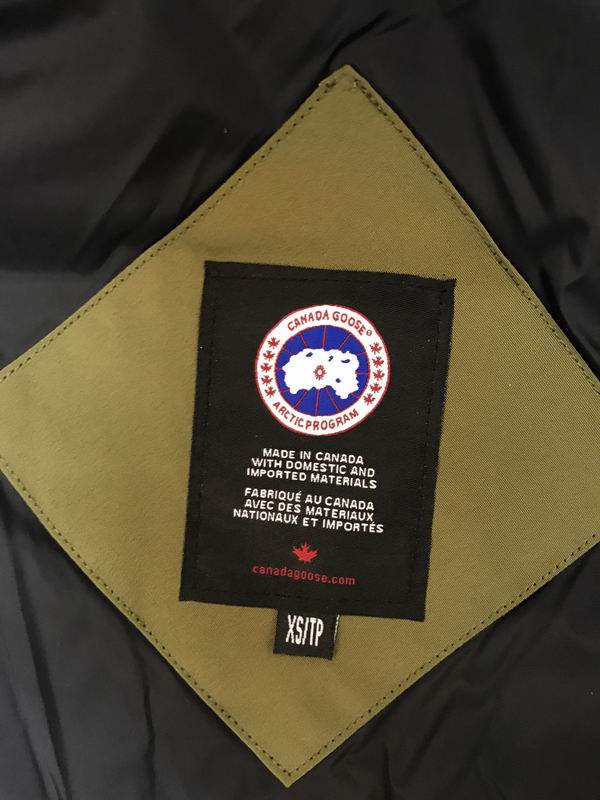 CANADA GOOSE®
ARCTIC PROGRAM
MADE IN CANADA
WITH DOMESTIC AND
IMPORTED MATERIALS
FABRIQUÉ AU CANADA
AVEC DES MATERIAUX
NATIONAUX ET IMPORTÉS
canadagoose.com
XS/TP